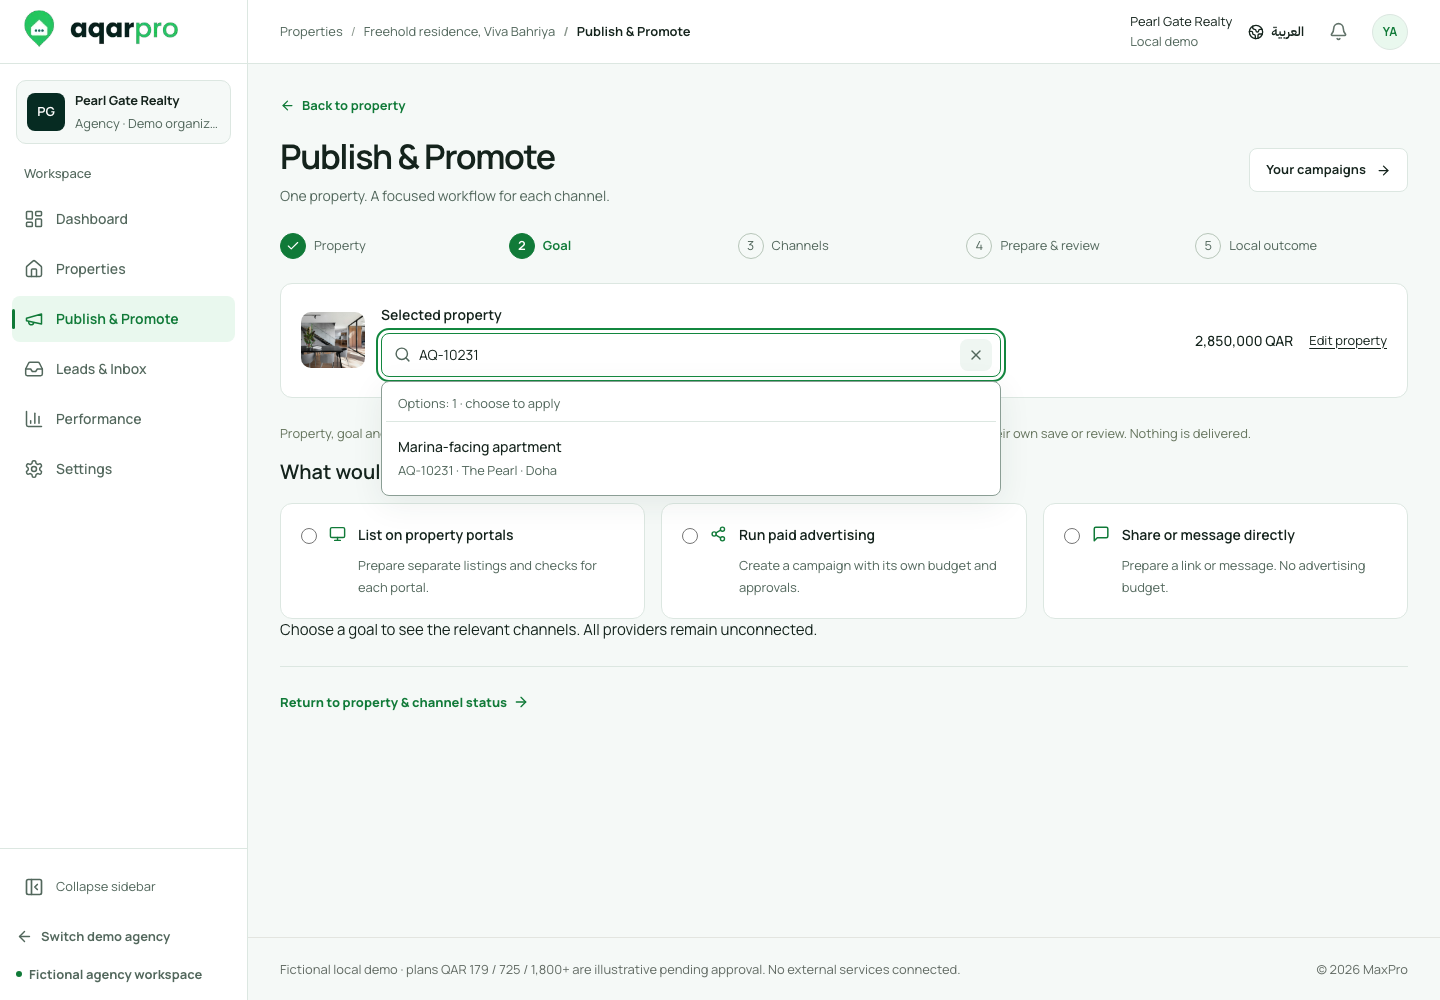 aqarpro
Properties / Freehold residence, Viva Bahriya / Publish & Promote
Pearl Gate Realty
Local demo
العربية
YA
PG
Pearl Gate Realty
Agency · Demo organiz...
Workspace
Dashboard
Properties
Publish & Promote
Leads & Inbox
Performance
Settings
Collapse sidebar
Switch demo agency
Fictional agency workspace
Back to property
Publish & Promote
One property. A focused workflow for each channel.
Your campaigns
Property
2 Goal
3 Channels
4 Prepare & review
5 Local outcome
Selected property
AQ-10231
2,850,000 QAR
Edit property
Options: 1 · choose to apply
Marina-facing apartment
AQ-10231 · The Pearl · Doha
Property, goal own save or review. Nothing is delivered.
What
List on property portals
Prepare separate listings and checks for
each portal.
Run paid advertising
Create a campaign with its own budget and
approvals.
Share or message directly
Prepare a link or message. No advertising
budget.
Choose a goal to see the relevant channels. All providers remain unconnected.
Return to property & channel status
Fictional local demo · plans QAR 179 / 725 / 1,800+ are illustrative pending approval. No external services connected.
© 2026 MaxPro